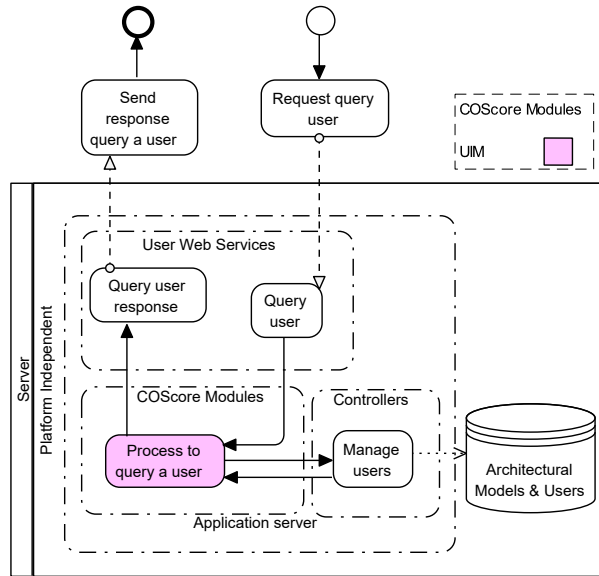 Send
response
query a user
Request query
user
COScore Modules
UIM
Server
Platform Independent
User Web Services
Query user
response
Query
user
COScore Modules
Controllers
Process to
query a user
Manage
users
Architectural
Models & Users
Application server